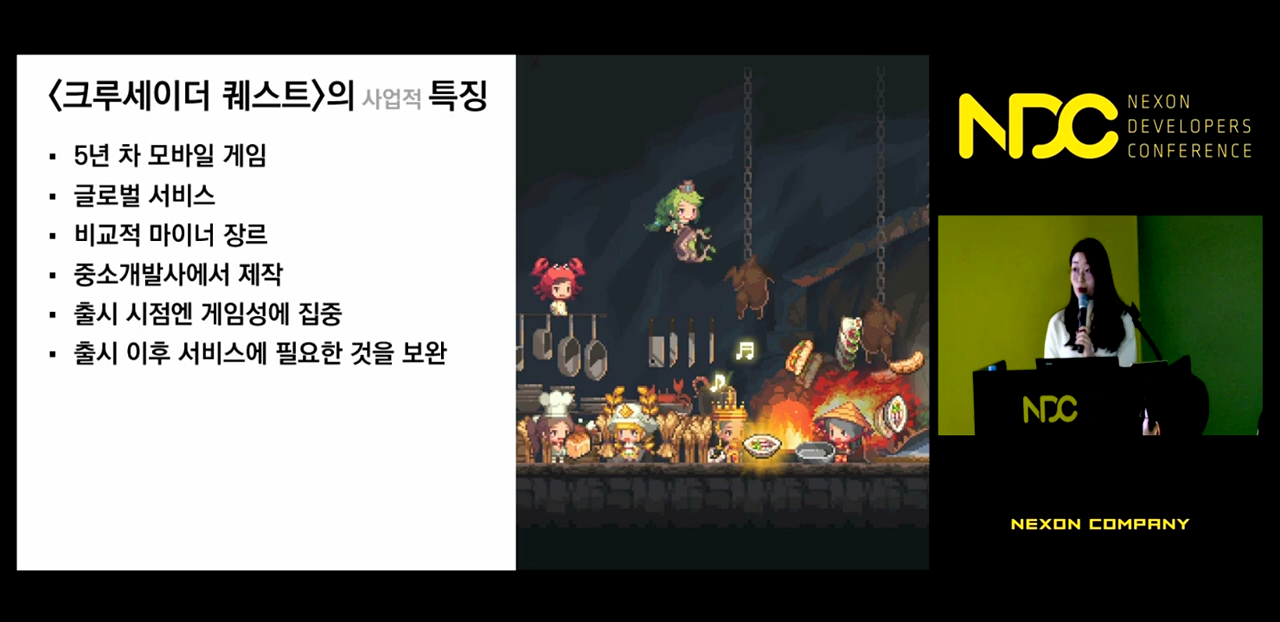 <크루세이더 퀘스트>의 사업적 특징
▪ 5년 차 모바일 게임
▪ 글로벌 서비스
▪ 비교적 마이너 장르
▪ 중소개발사에서 제작
▪ 출시 시점엔 게임성에 집중
▪ 출시 이후 서비스에 필요한 것을 보완
NDC
NEXON
DEVELOPERS
CONFERENCE
NDC
NEXON COMPANY